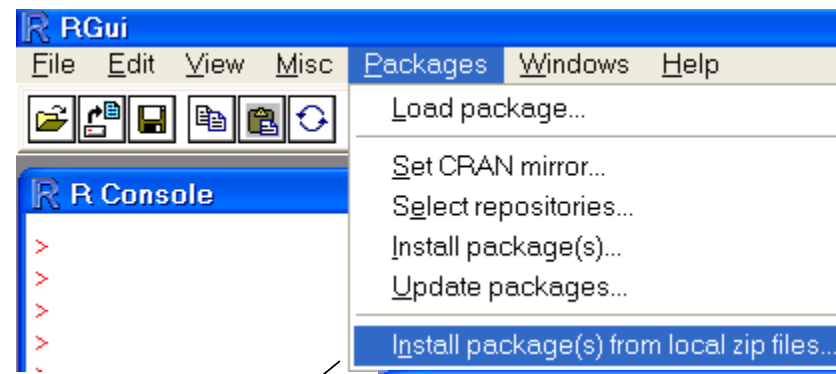 RGui
File Edit View Misc Packages Windows Help
Load package...
Set CRAN mirror...
Select repositories...
Install package(s)...
Update packages...
Install package(s) from local zip files...
R Console
>
>
>
>